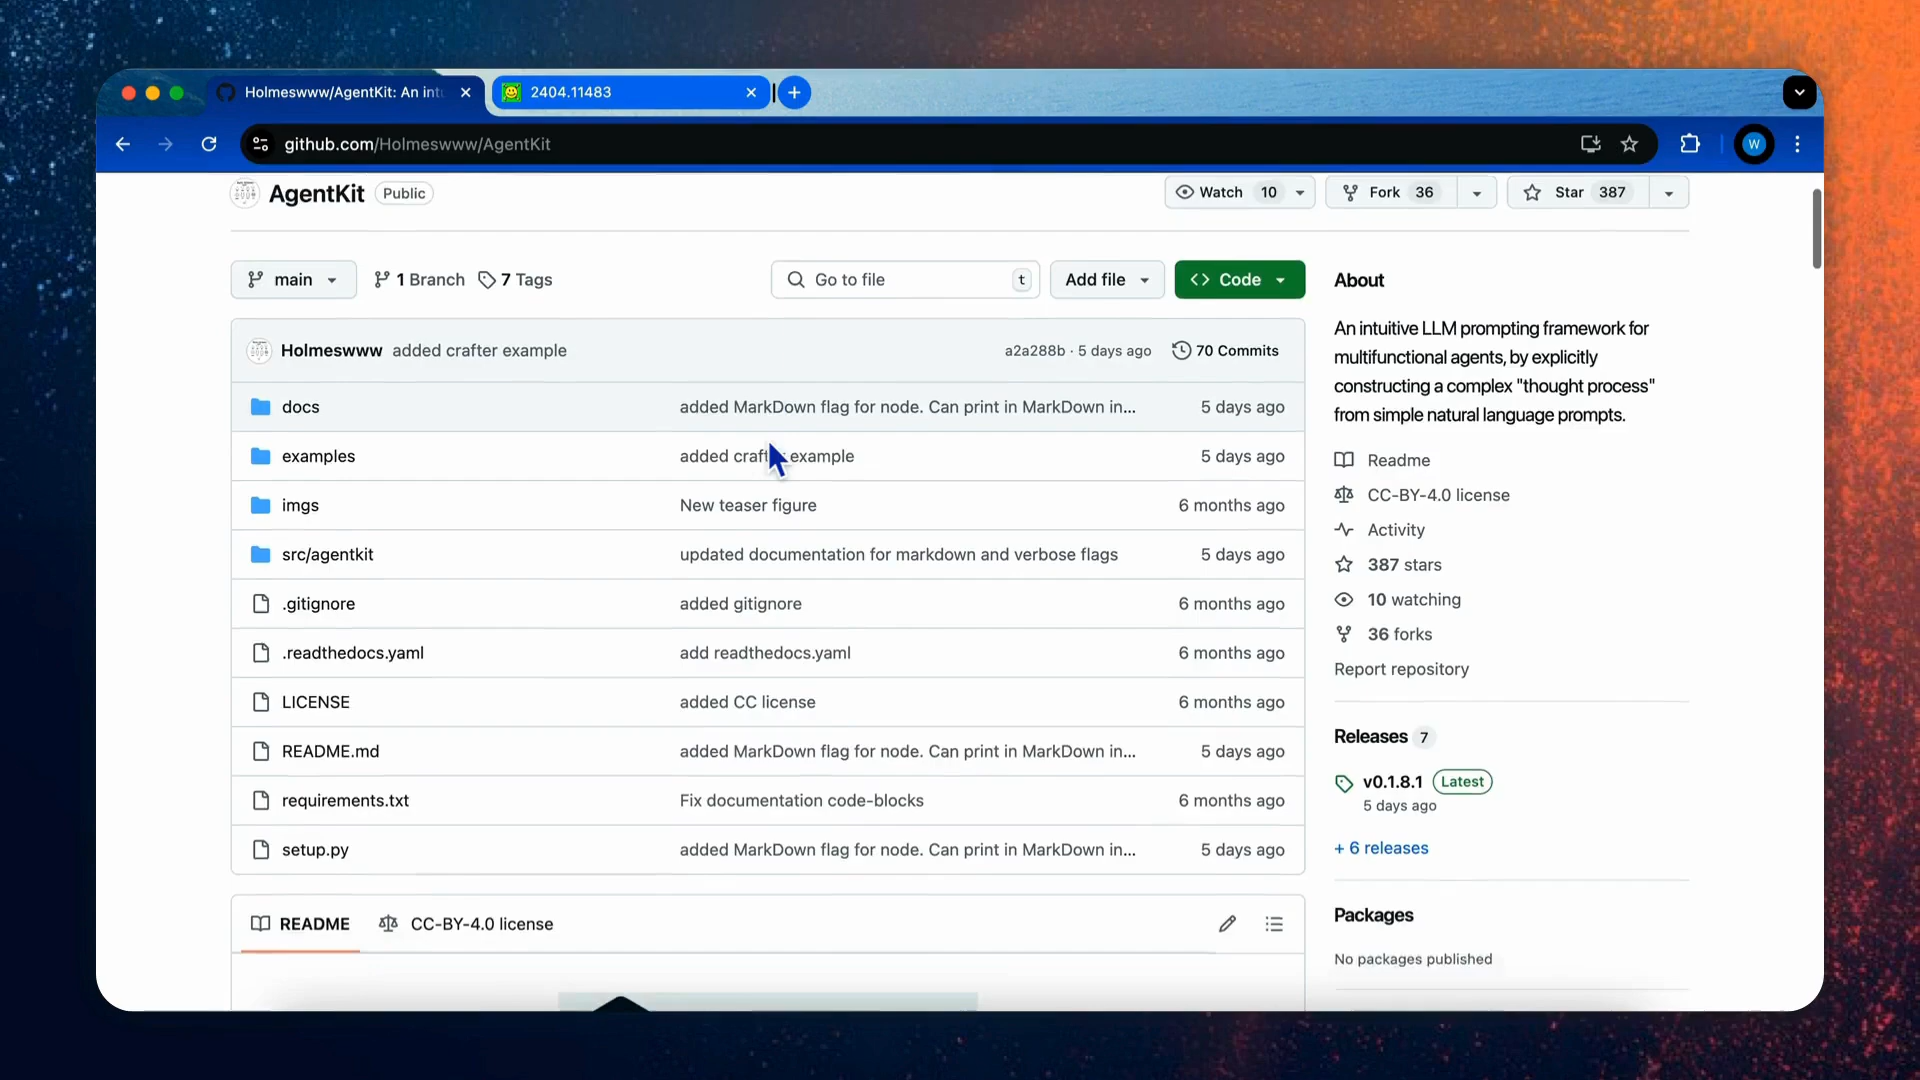 Holmeswww/AgentKit: An intu
2404.11483
github.com/Holmeswww/AgentKit
W
AgentKit Public
Watch 10
Fork 36
Star 387
main
1 Branch
7 Tags
Go to file
t
Add file
Code
Holmeswww added crafter example
a2a288b · 5 days ago
70 Commits
docs added MarkDown flag for node. Can print in MarkDown in... 5 days ago
examples added crafter example 5 days ago
imgs New teaser figure 6 months ago
src/agentkit updated documentation for markdown and verbose flags 5 days ago
.gitignore added gitignore 6 months ago
.readthedocs.yaml add readthedocs.yaml 6 months ago
LICENSE added CC license 6 months ago
README.md added MarkDown flag for node. Can print in MarkDown in... 5 days ago
requirements.txt Fix documentation code-blocks 6 months ago
setup.py added MarkDown flag for node. Can print in MarkDown in... 5 days ago
README
CC-BY-4.0 license
About
An intuitive LLM prompting framework for
multifunctional agents, by explicitly
constructing a complex "thought process"
from simple natural language prompts.
Readme
CC-BY-4.0 license
Activity
387 stars
10 watching
36 forks
Report repository
Releases 7
v0.1.8.1 Latest
5 days ago
+ 6 releases
Packages
No packages published